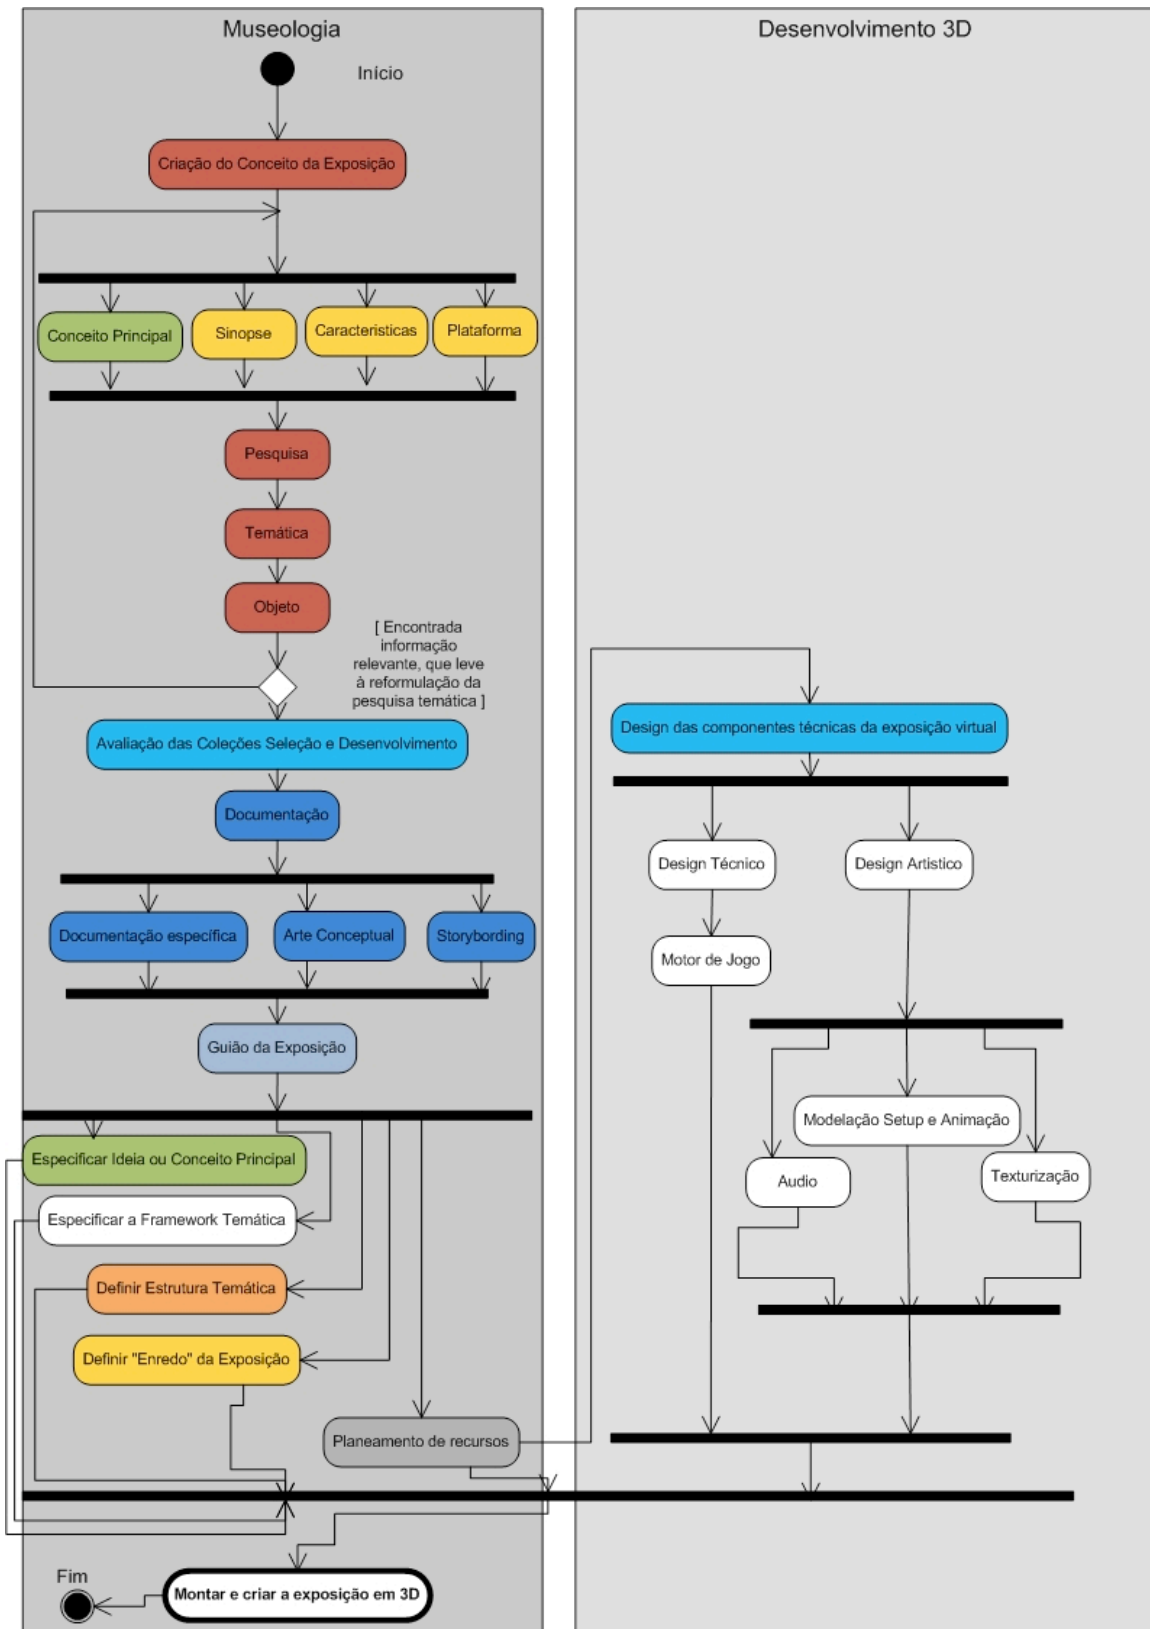 Museologia
Desenvolvimento 3D
Início
Criação do Conceito da Exposição
Conceito Principal
Sinopse
Caracteristicas
Plataforma
Pesquisa
Temática
Objeto
[ Encontrada
informação
relevante, que leve
à reformulação da
pesquisa temática ]
Avaliação das Coleções Seleção e Desenvolvimento
Design das componentes técnicas da exposição virtual
Documentação
Design Técnico
Design Artistico
Documentação específica
Arte Conceptual
Storybording
Motor de Jogo
Guião da Exposição
Modelação Setup e Animação
Especificar Ideia ou Conceito Principal
Audio
Texturização
Especificar a Framework Temática
Definir Estrutura Temática
Definir "Enredo" da Exposição
Planeamento de recursos
Fim
Montar e criar a exposição em 3D